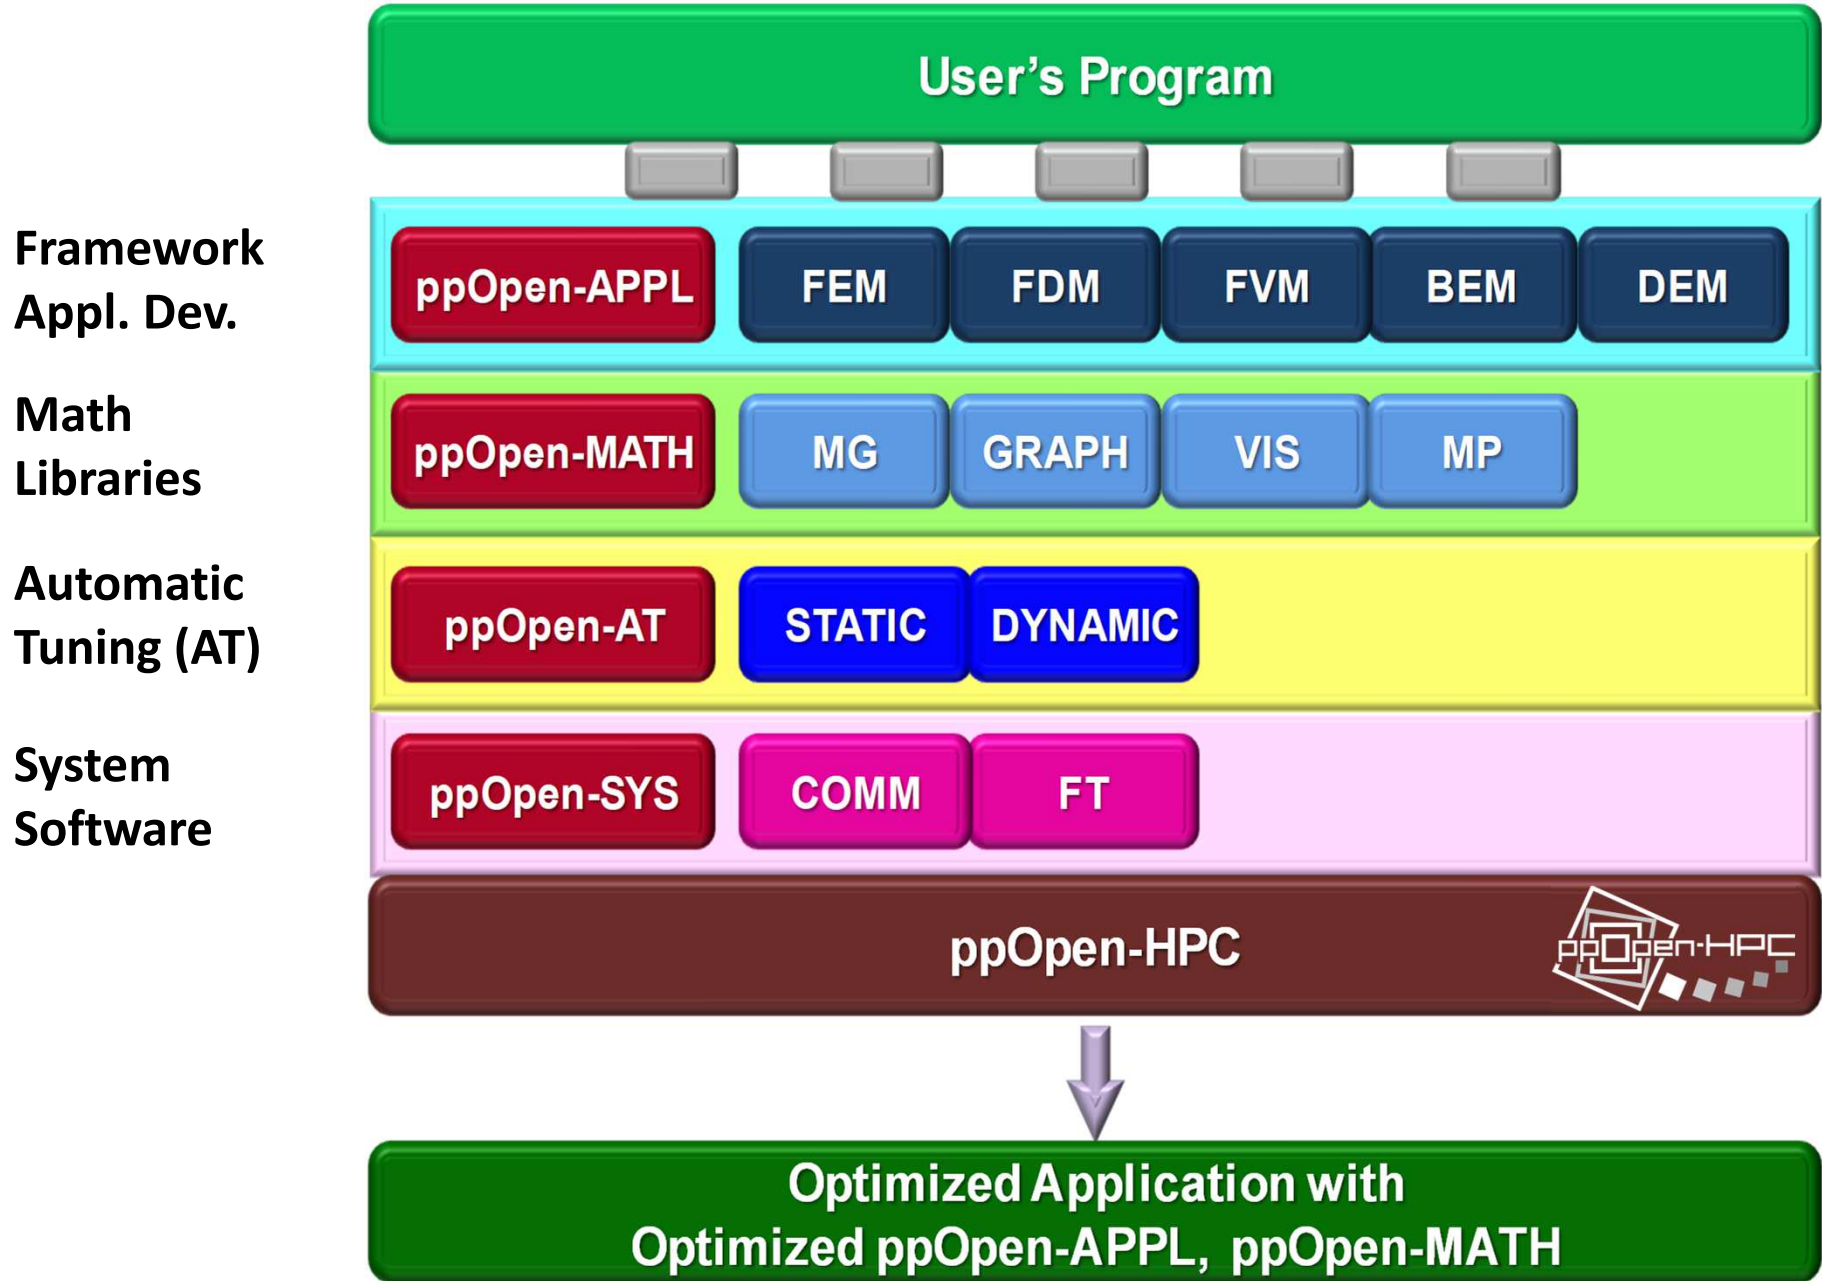 User's Program
Framework
Appl. Dev.
ppOpen-APPL FEM FDM FVM BEM DEM
Math
Libraries
ppOpen-MATH MG GRAPH VIS MP
Automatic
Tuning (AT)
ppOpen-AT STATIC DYNAMIC
System
Software
ppOpen-SYS COMM FT
ppOpen-HPC
ppOpen-HPC
Optimized Application with
Optimized ppOpen-APPL, ppOpen-MATH